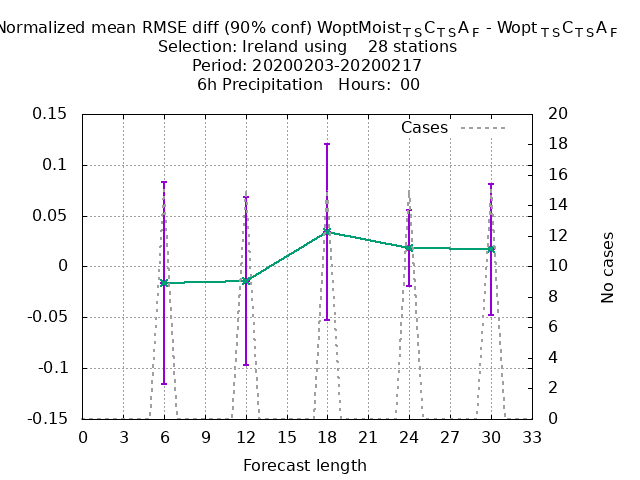 Normalized mean RMSE diff (90% conf) WoptMoist_TSC_TSA_F - Wopt_TSC_TSA_F
Selection: Ireland using 28 stations
Period: 20200203-20200217
6h Precipitation Hours: 00
Cases
0.15
0.1
0.05
0
-0.05
-0.1
-0.15
20
18
16
14
12
10
8
6
4
2
0
No cases
0 3 6 9 12 15 18 21 24 27 30 33
Forecast length